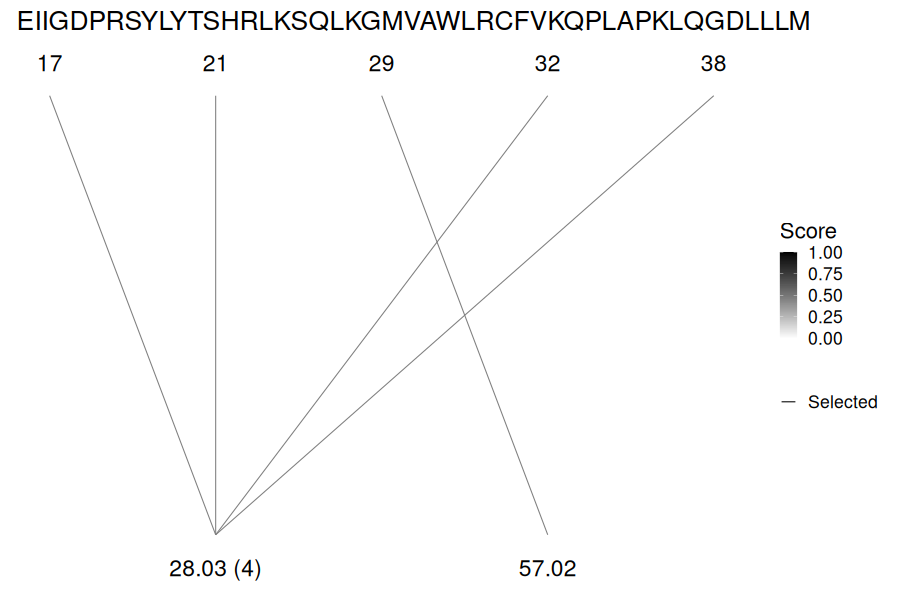 EIIGDPRSYLYTSHRLKSQLKGMVAWLRCFVKQPLAPKLQGDLLLM
17 21 29 32 38
Score
1.00
0.75
0.50
0.25
0.00
Selected
28.03 (4) 57.02